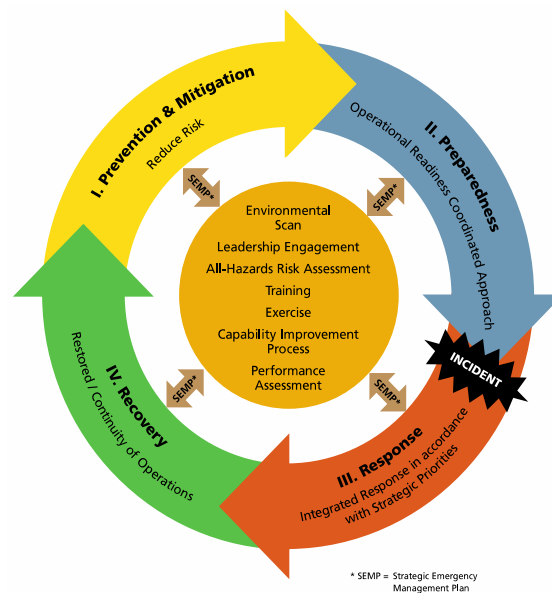 I. Prevention & Mitigation
Reduce Risk
II. Preparedness
Operational Readiness Coordinated Approach
SEMP*
SEMP*
Environmental
Scan
Leadership Engagement
All-Hazards Risk Assessment
Training
Exercise
Capability Improvement
Process
Performance
Assessment
INCIDENT
SEMP*
SEMP*
IV. Recovery
Restored / Continuity of Operations
III. Response
Integrated Response in accordance
with Strategic Priorities
* SEMP = Strategic Emergency
Management Plan